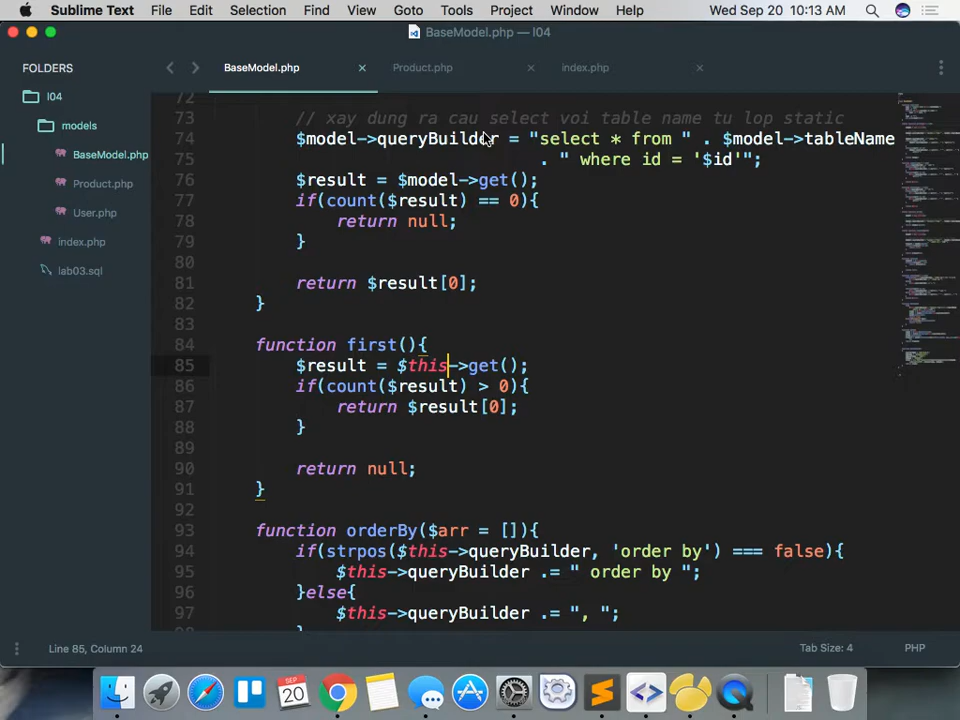 Sublime Text File Edit Selection Find View Goto Tools Project Window Help Wed Sep 20 10:13 AM
BaseModel.php — l04
FOLDERS
l04
models
BaseModel.php
Product.php
User.php
index.php
lab03.sql
BaseModel.php × Product.php × index.php ×
72
73 // xay dung ra cau select voi table name tu lop static
74 $model->queryBuilder = "select * from " . $model->tableName
75 . " where id = '$id'";
76 $result = $model->get();
77 if(count($result) == 0){
78 return null;
79 }
80
81 return $result[0];
82 }
83
84 function first(){
85 $result = $this->get();
86 if(count($result) > 0){
87 return $result[0];
88 }
89
90 return null;
91 }
92
93 function orderBy($arr = []){
94 if(strpos($this->queryBuilder, 'order by') === false){
95 $this->queryBuilder .= " order by ";
96 }else{
97 $this->queryBuilder .= ", ";
98 }
Line 85, Column 24 Tab Size: 4 PHP
SEP
20